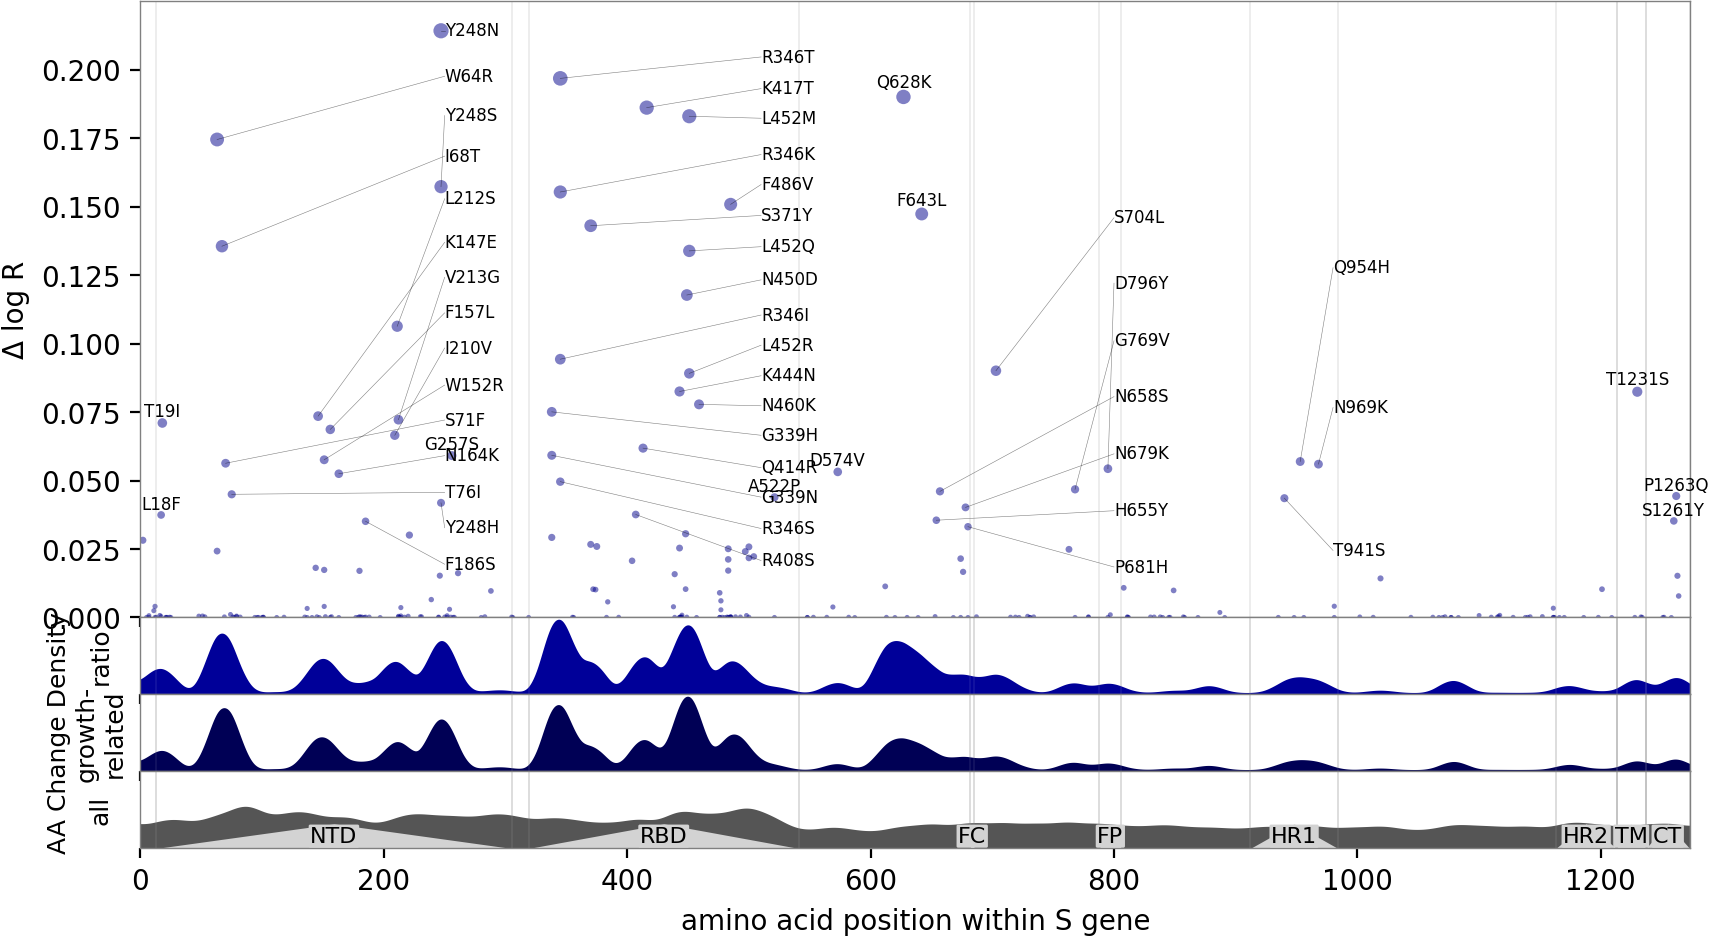 Δ log R
0.200
0.175
0.150
0.125
0.100
0.075
0.050
0.025
0.000
Y248N
W64R
Y248S
I68T
L212S
K147E
V213G
F157L
I210V
W152R
S71F
G257S
N164K
T76I
Y248H
F186S
T19I
L18F
R346T
K417T
L452M
R346K
F486V
S371Y
L452Q
N450D
R346I
L452R
K444N
N460K
G339H
Q414R
D574V
A522P
G339N
R346S
R408S
Q628K
F643L
S704L
D796Y
G769V
N658S
N679K
H655Y
P681H
Q954H
N969K
T941S
T1231S
P1263Q
S1261Y
AA Change Density
ratio
growth-
related
all
NTD
RBD
FC
FP
HR1
HR2
TM
CT
0
200
400
600
800
1000
1200
amino acid position within S gene